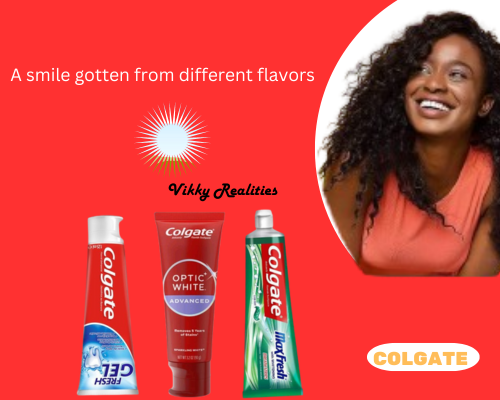 A smile gotten from different flavors
Vikky Realities
Colgate
FRESH
GEL
Colgate
OPTIC
WHITE
ADVANCED
Colgate
MaxFresh
COLGATE